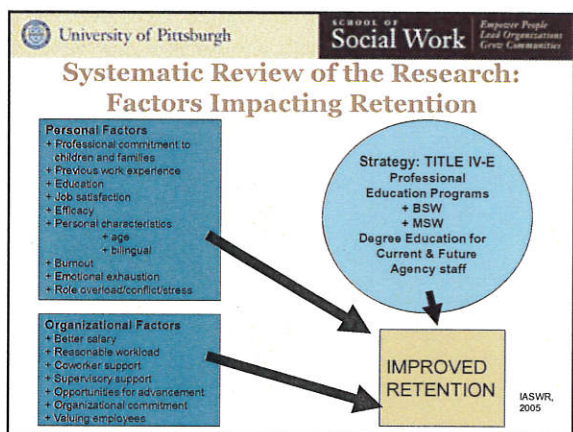 University of Pittsburgh
SCHOOL OF
Social Work
Empower People
Lead Organizations
Grow Communities
Systematic Review of the Research:
Factors Impacting Retention
Personal Factors
+ Professional commitment to
children and families
+ Previous work experience
+ Education
+ Job satisfaction
+ Efficacy
+ Personal characteristics
+ age
+ bilingual
+ Burnout
+ Emotional exhaustion
+ Role overload/conflict/stress
Strategy: TITLE IV-E
Professional
Education Programs
+ BSW
+ MSW
Degree Education for
Current & Future
Agency staff
Organizational Factors
+ Better salary
+ Reasonable workload
+ Coworker support
+ Supervisory support
+ Opportunities for advancement
+ Organizational commitment
+ Valuing employees
IMPROVED
RETENTION
IASWR,
2005